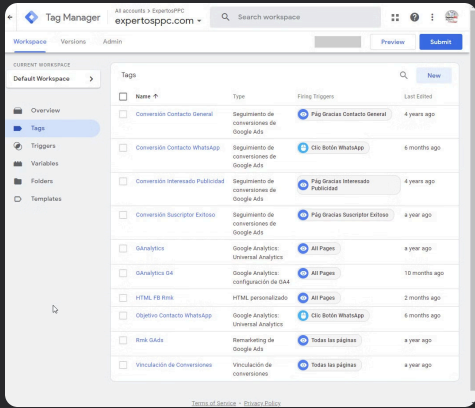 Tag Manager
All accounts > ExpertosPPC
expertosppc.com
Search workspace
Workspace Versions Admin
Preview
Submit
CURRENT WORKSPACE
Default Workspace
Overview
Tags
Triggers
Variables
Folders
Templates
Tags
New
Name ↑ Type Firing Triggers Last Edited
Conversión Contacto General Seguimiento de conversiones de Google Ads Pág Gracias Contacto General 4 years ago
Conversión Contacto WhatsApp Seguimiento de conversiones de Google Ads Clic Botón WhatsApp 6 months ago
Conversión Interesado Publicidad Seguimiento de conversiones de Google Ads Pág Gracias Interesado Publicidad 4 years ago
Conversión Suscriptor Exitoso Seguimiento de conversiones de Google Ads Pág Gracias Suscriptor Exitoso a year ago
GAnalytics Google Analytics: Universal Analytics All Pages a year ago
GAnalytics G4 Google Analytics: configuración de GA4 All Pages 10 months ago
HTML FB Rmk HTML personalizado All Pages 2 months ago
Objetivo Contacto WhatsApp Google Analytics: Universal Analytics Clic Botón WhatsApp 6 months ago
Rmk GAds Remarketing de Google Ads Todas las páginas a year ago
Vinculación de Conversiones Vinculación de conversiones Todas las páginas a year ago
Terms of Service · Privacy Policy